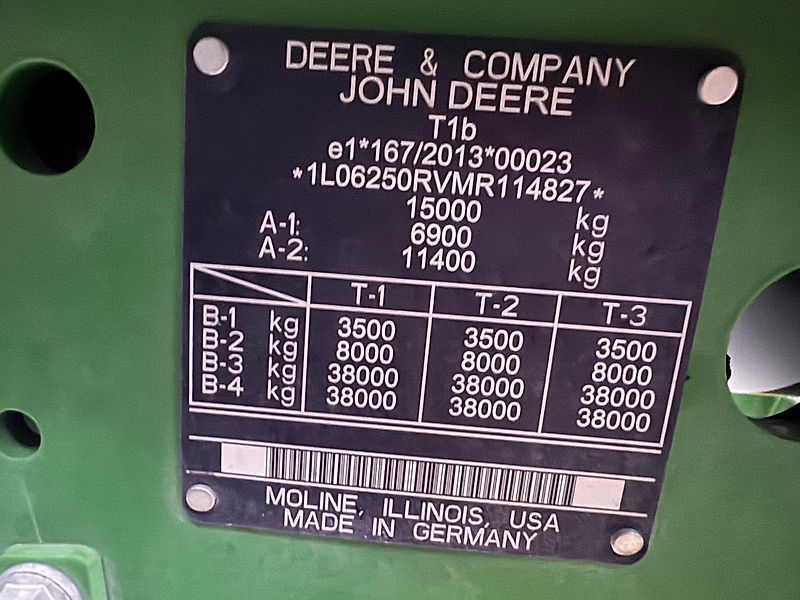 DEERE & COMPANY
JOHN DEERE
T1b
e1*167/2013*00023
*1L06250RVMR114827*
15000 kg
A-1: 6900 kg
A-2: 11400 kg
T-1 T-2 T-3
B-1 kg 3500 3500 3500
B-2 kg 8000 8000 8000
B-3 kg 38000 38000 38000
B-4 kg 38000 38000 38000
MOLINE, ILLINOIS, USA
MADE IN GERMANY